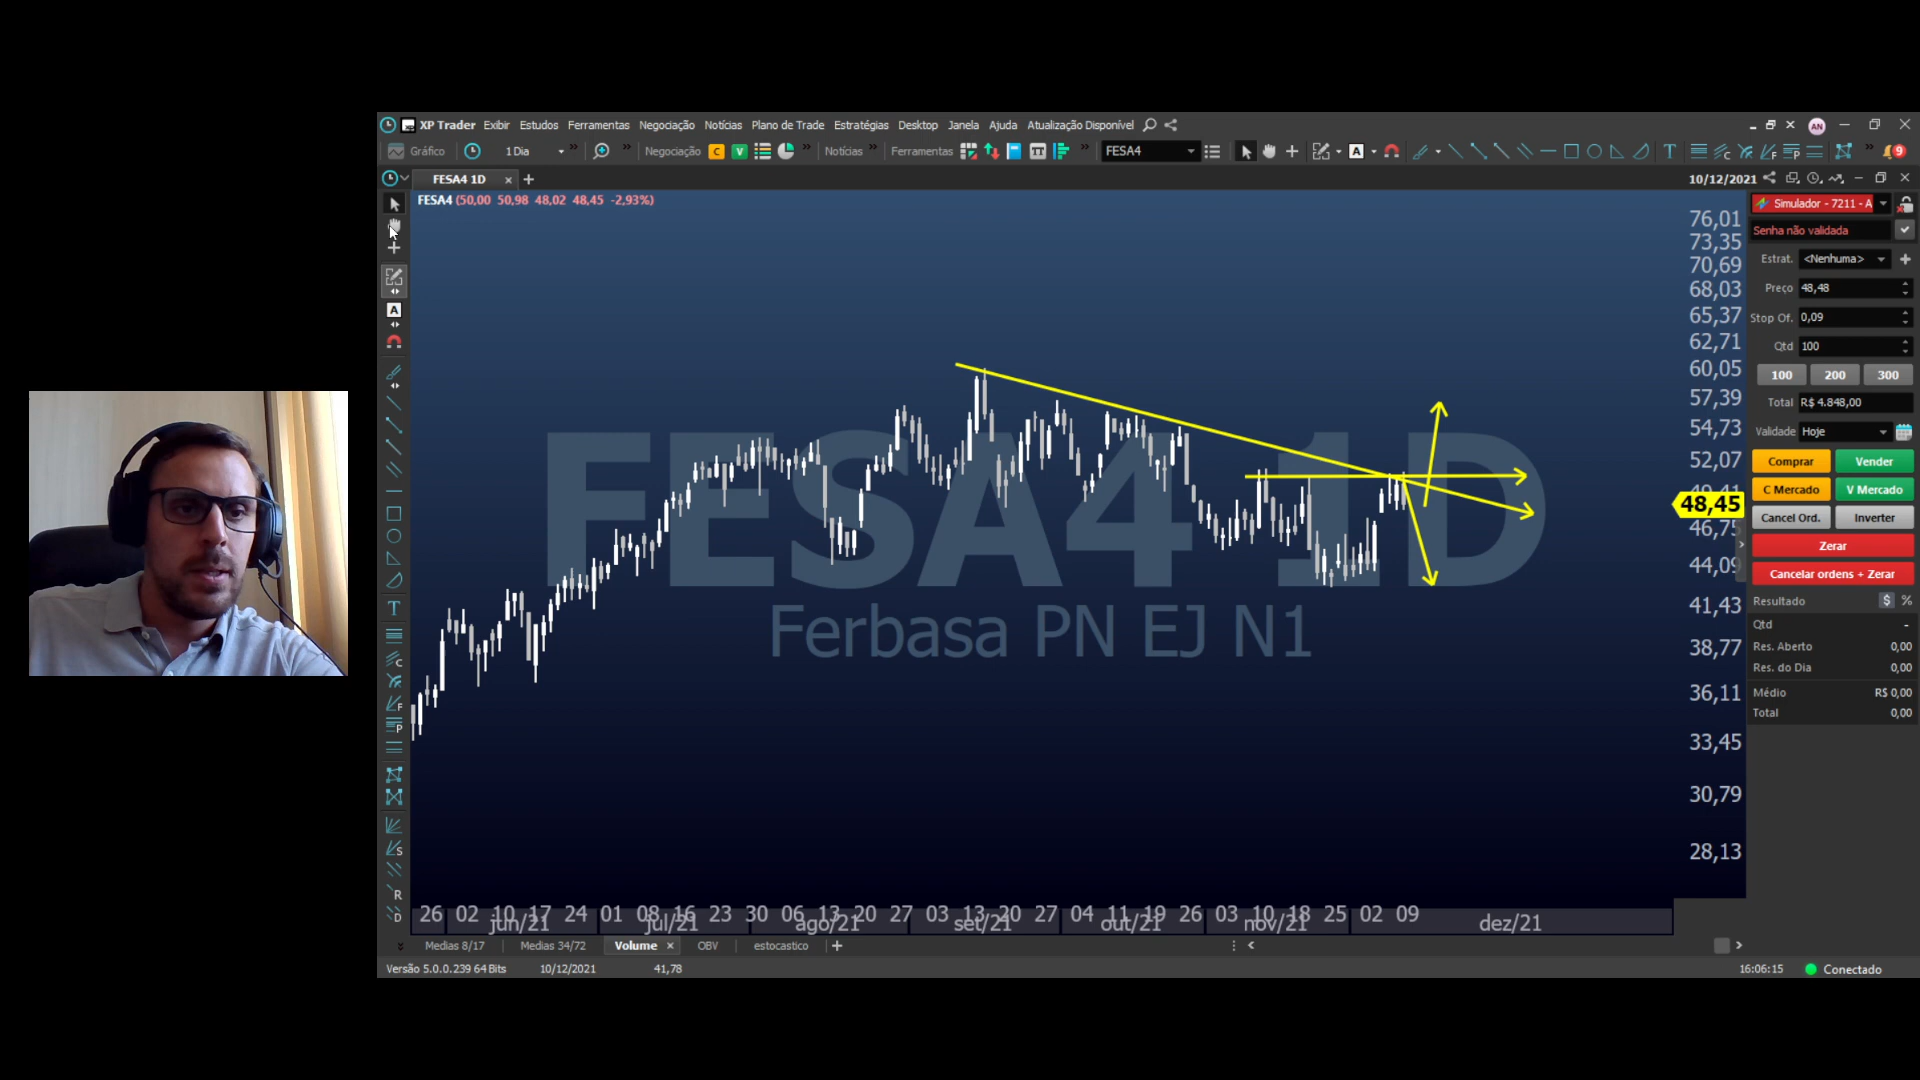 XP Trader Exibir Estudos Ferramentas Negociação Notícias Plano de Trade Estratégias Desktop Janela Ajuda Atualização Disponível AN
Gráfico 1 Dia » » Negociação C V » Notícias » Ferramentas » FESA4 A T C F P » 9
FESA4 1D × + 10/12/2021
FESA4 (50,00 50,98 48,02 48,45 -2,93%)
Simulador - 7211 - A
Senha não validada
Estrat. <Nenhuma>
Preço 48,48
Stop Of. 0,09
Qtd 100
100 200 300
Total R$ 4.848,00
Validade Hoje
Comprar Vender
C Mercado V Mercado
Cancel Ord. Inverter
Zerar
Cancelar ordens + Zerar
Resultado $ %
Qtd -
Res. Aberto 0,00
Res. do Dia 0,00
Médio R$ 0,00
Total 0,00
76,01
73,35
70,69
68,03
65,37
62,71
60,05
57,39
54,73
52,07
48,45
46,75
44,09
41,43
38,77
36,11
33,45
30,79
28,13
FESA4 1D
Ferbasa PN EJ N1
A
T
C
F
P
S
R
D
26 02 10 17 24 01 08 16 23 30 06 13 20 27 03 13 20 27 04 11 19 26 03 10 18 25 02 09
jun/21 jul/21 ago/21 set/21 out/21 nov/21 dez/21
Medias 8/17 Medias 34/72 Volume × OBV estocastico +
Versão 5.0.0.239 64 Bits 10/12/2021 41,78 16:06:15 Conectado